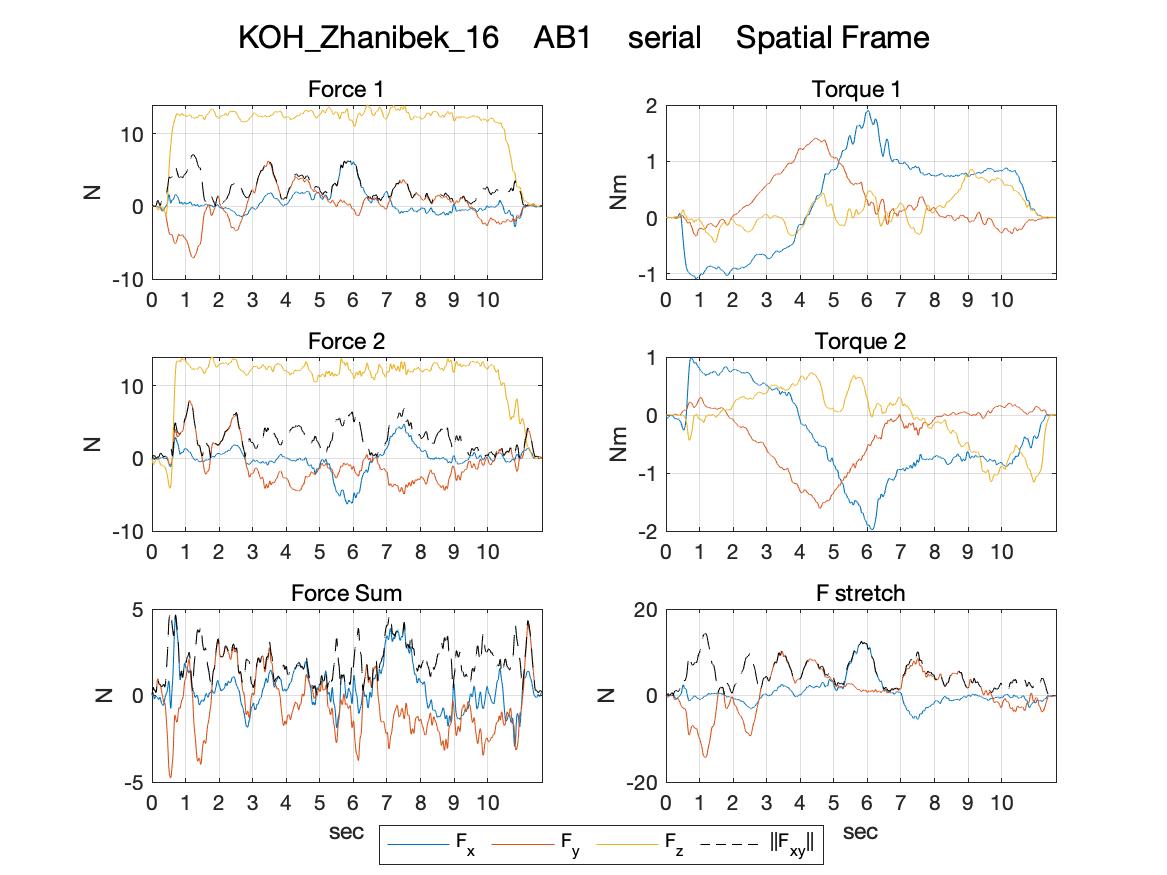 KOH_Zhanibek_16 AB1 serial Spatial Frame
Force 1
Torque 1
N
10
0
-10
0 1 2 3 4 5 6 7 8 9 10
Nm
2
1
0
-1
0 1 2 3 4 5 6 7 8 9 10
Force 2
Torque 2
N
10
0
-10
0 1 2 3 4 5 6 7 8 9 10
Nm
1
0
-1
-2
0 1 2 3 4 5 6 7 8 9 10
Force Sum
F stretch
N
5
0
-5
0 1 2 3 4 5 6 7 8 9 10
sec
N
20
0
-20
0 1 2 3 4 5 6 7 8 9 10
sec
Fx Fy Fz ||Fxy||